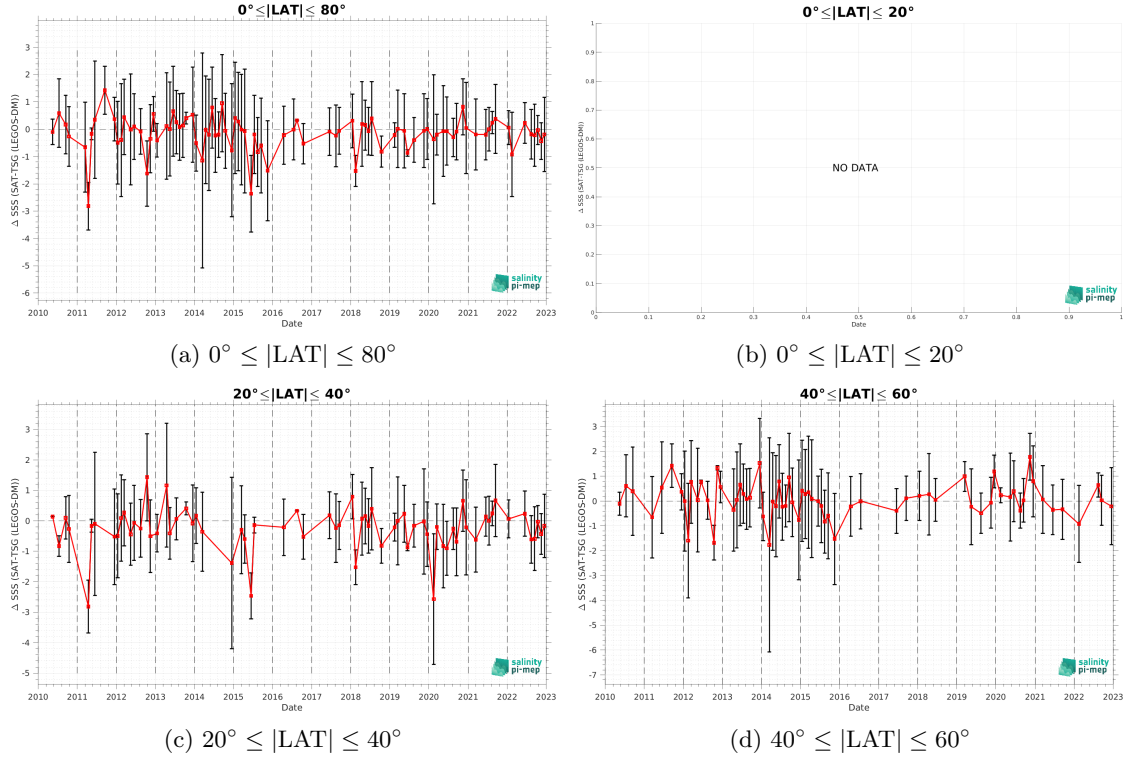 0°≤|LAT|≤ 80°
3
2
1
0
-1
-2
-3
-4
-5
-6
Δ SSS (SAT-TSG (LEGOS-DM))
2010 2011 2012 2013 2014 2015 2016 2017 2018 2019 2020 2021 2022 2023
Date
salinity
pi-mep
(a) 0° ≤ |LAT| ≤ 80°
0°≤|LAT|≤ 20°
1
0.9
0.8
0.7
0.6
0.5
0.4
0.3
0.2
0.1
0
Δ SSS (SAT-TSG (LEGOS-DM))
NO DATA
0 0.1 0.2 0.3 0.4 0.5 0.6 0.7 0.8 0.9 1
Date
salinity
pi-mep
(b) 0° ≤ |LAT| ≤ 20°
20°≤|LAT|≤ 40°
3
2
1
0
-1
-2
-3
-4
-5
Δ SSS (SAT-TSG (LEGOS-DM))
2010 2011 2012 2013 2014 2015 2016 2017 2018 2019 2020 2021 2022 2023
Date
salinity
pi-mep
(c) 20° ≤ |LAT| ≤ 40°
40°≤|LAT|≤ 60°
3
2
1
0
-1
-2
-3
-4
-5
-6
-7
Δ SSS (SAT-TSG (LEGOS-DM))
2010 2011 2012 2013 2014 2015 2016 2017 2018 2019 2020 2021 2022 2023
Date
salinity
pi-mep
(d) 40° ≤ |LAT| ≤ 60°